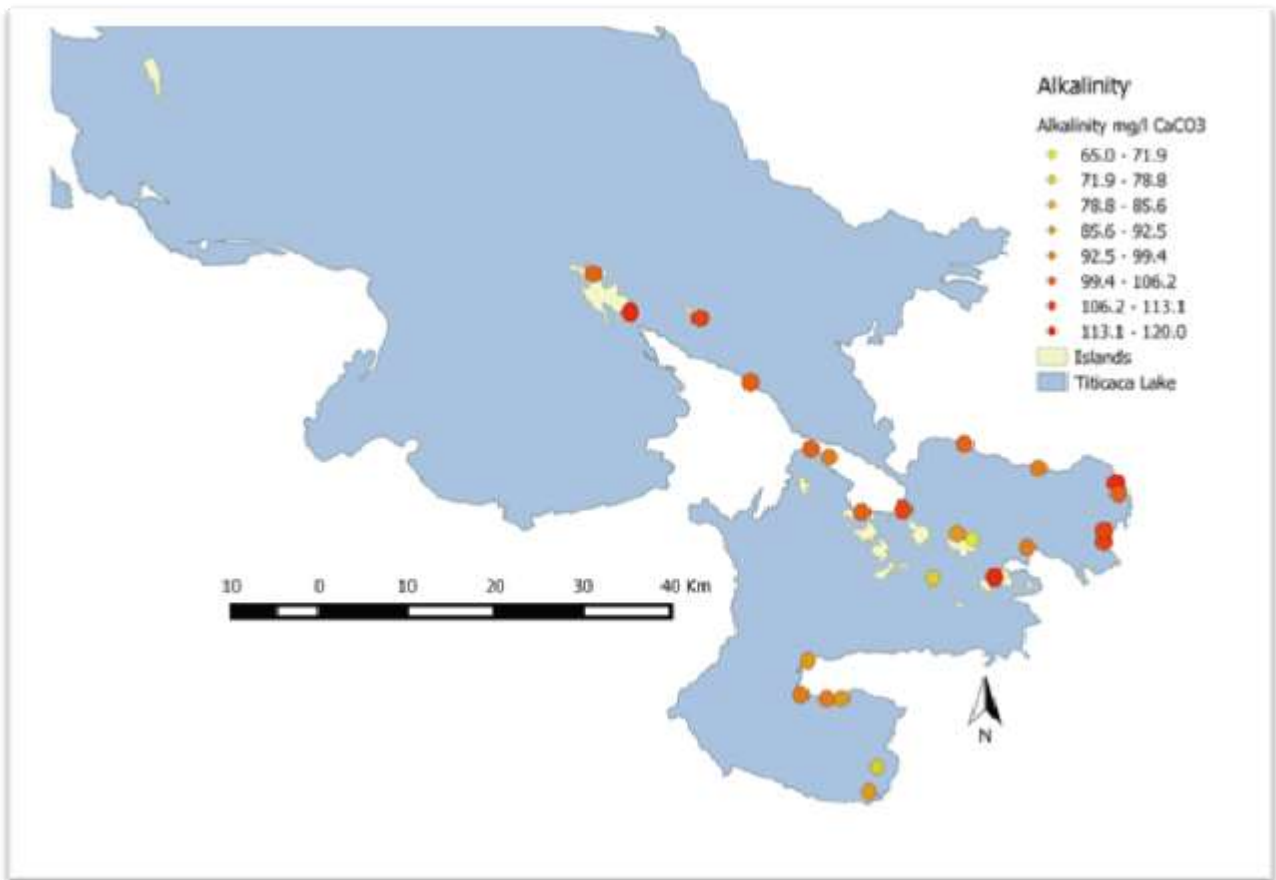 Alkalinity
Alkalinity mg/l CaCO3
65.0 - 71.9
71.9 - 78.8
78.8 - 85.6
85.6 - 92.5
92.5 - 99.4
99.4 - 106.2
106.2 - 113.1
113.1 - 120.0
Islands
Titicaca Lake
10 0 10 20 30 40 Km
N